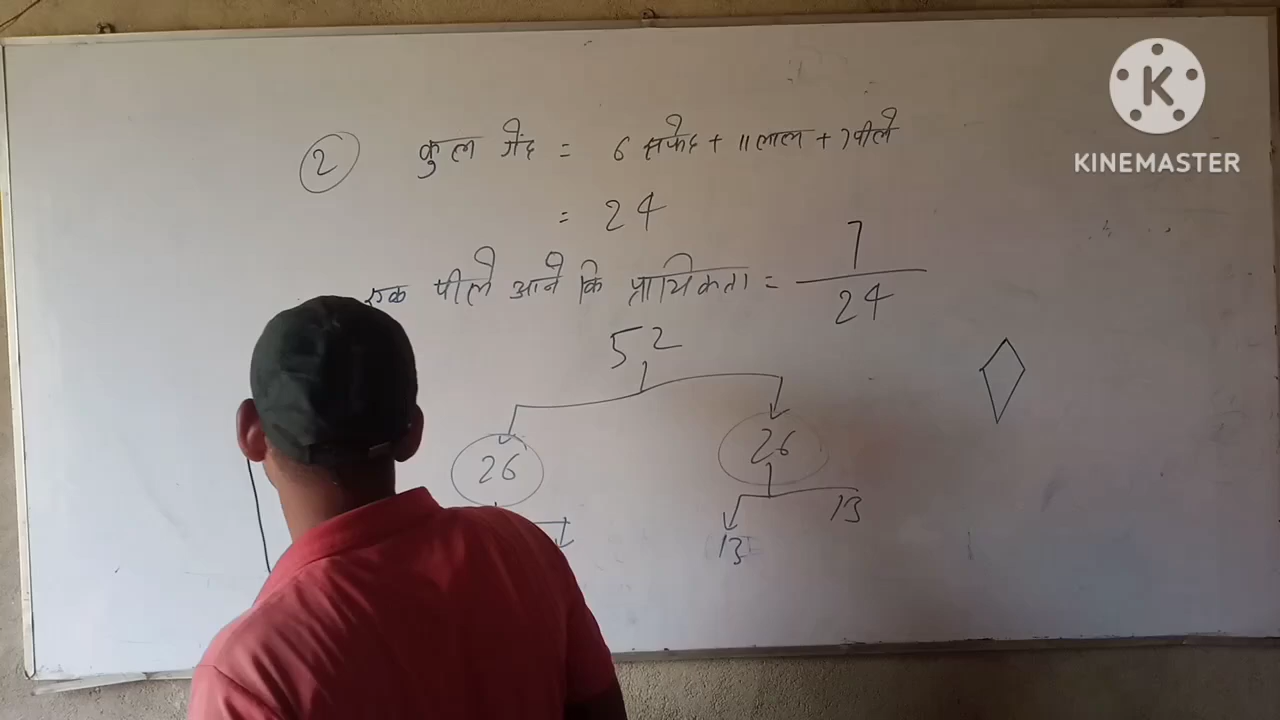 2 कुल गेंद = 6 सफेद + 11 लाल + 7 पीले
= 24
एक पीले आने कि प्रायिकता = 7/24
52
26 26
13 13
K
KINEMASTER